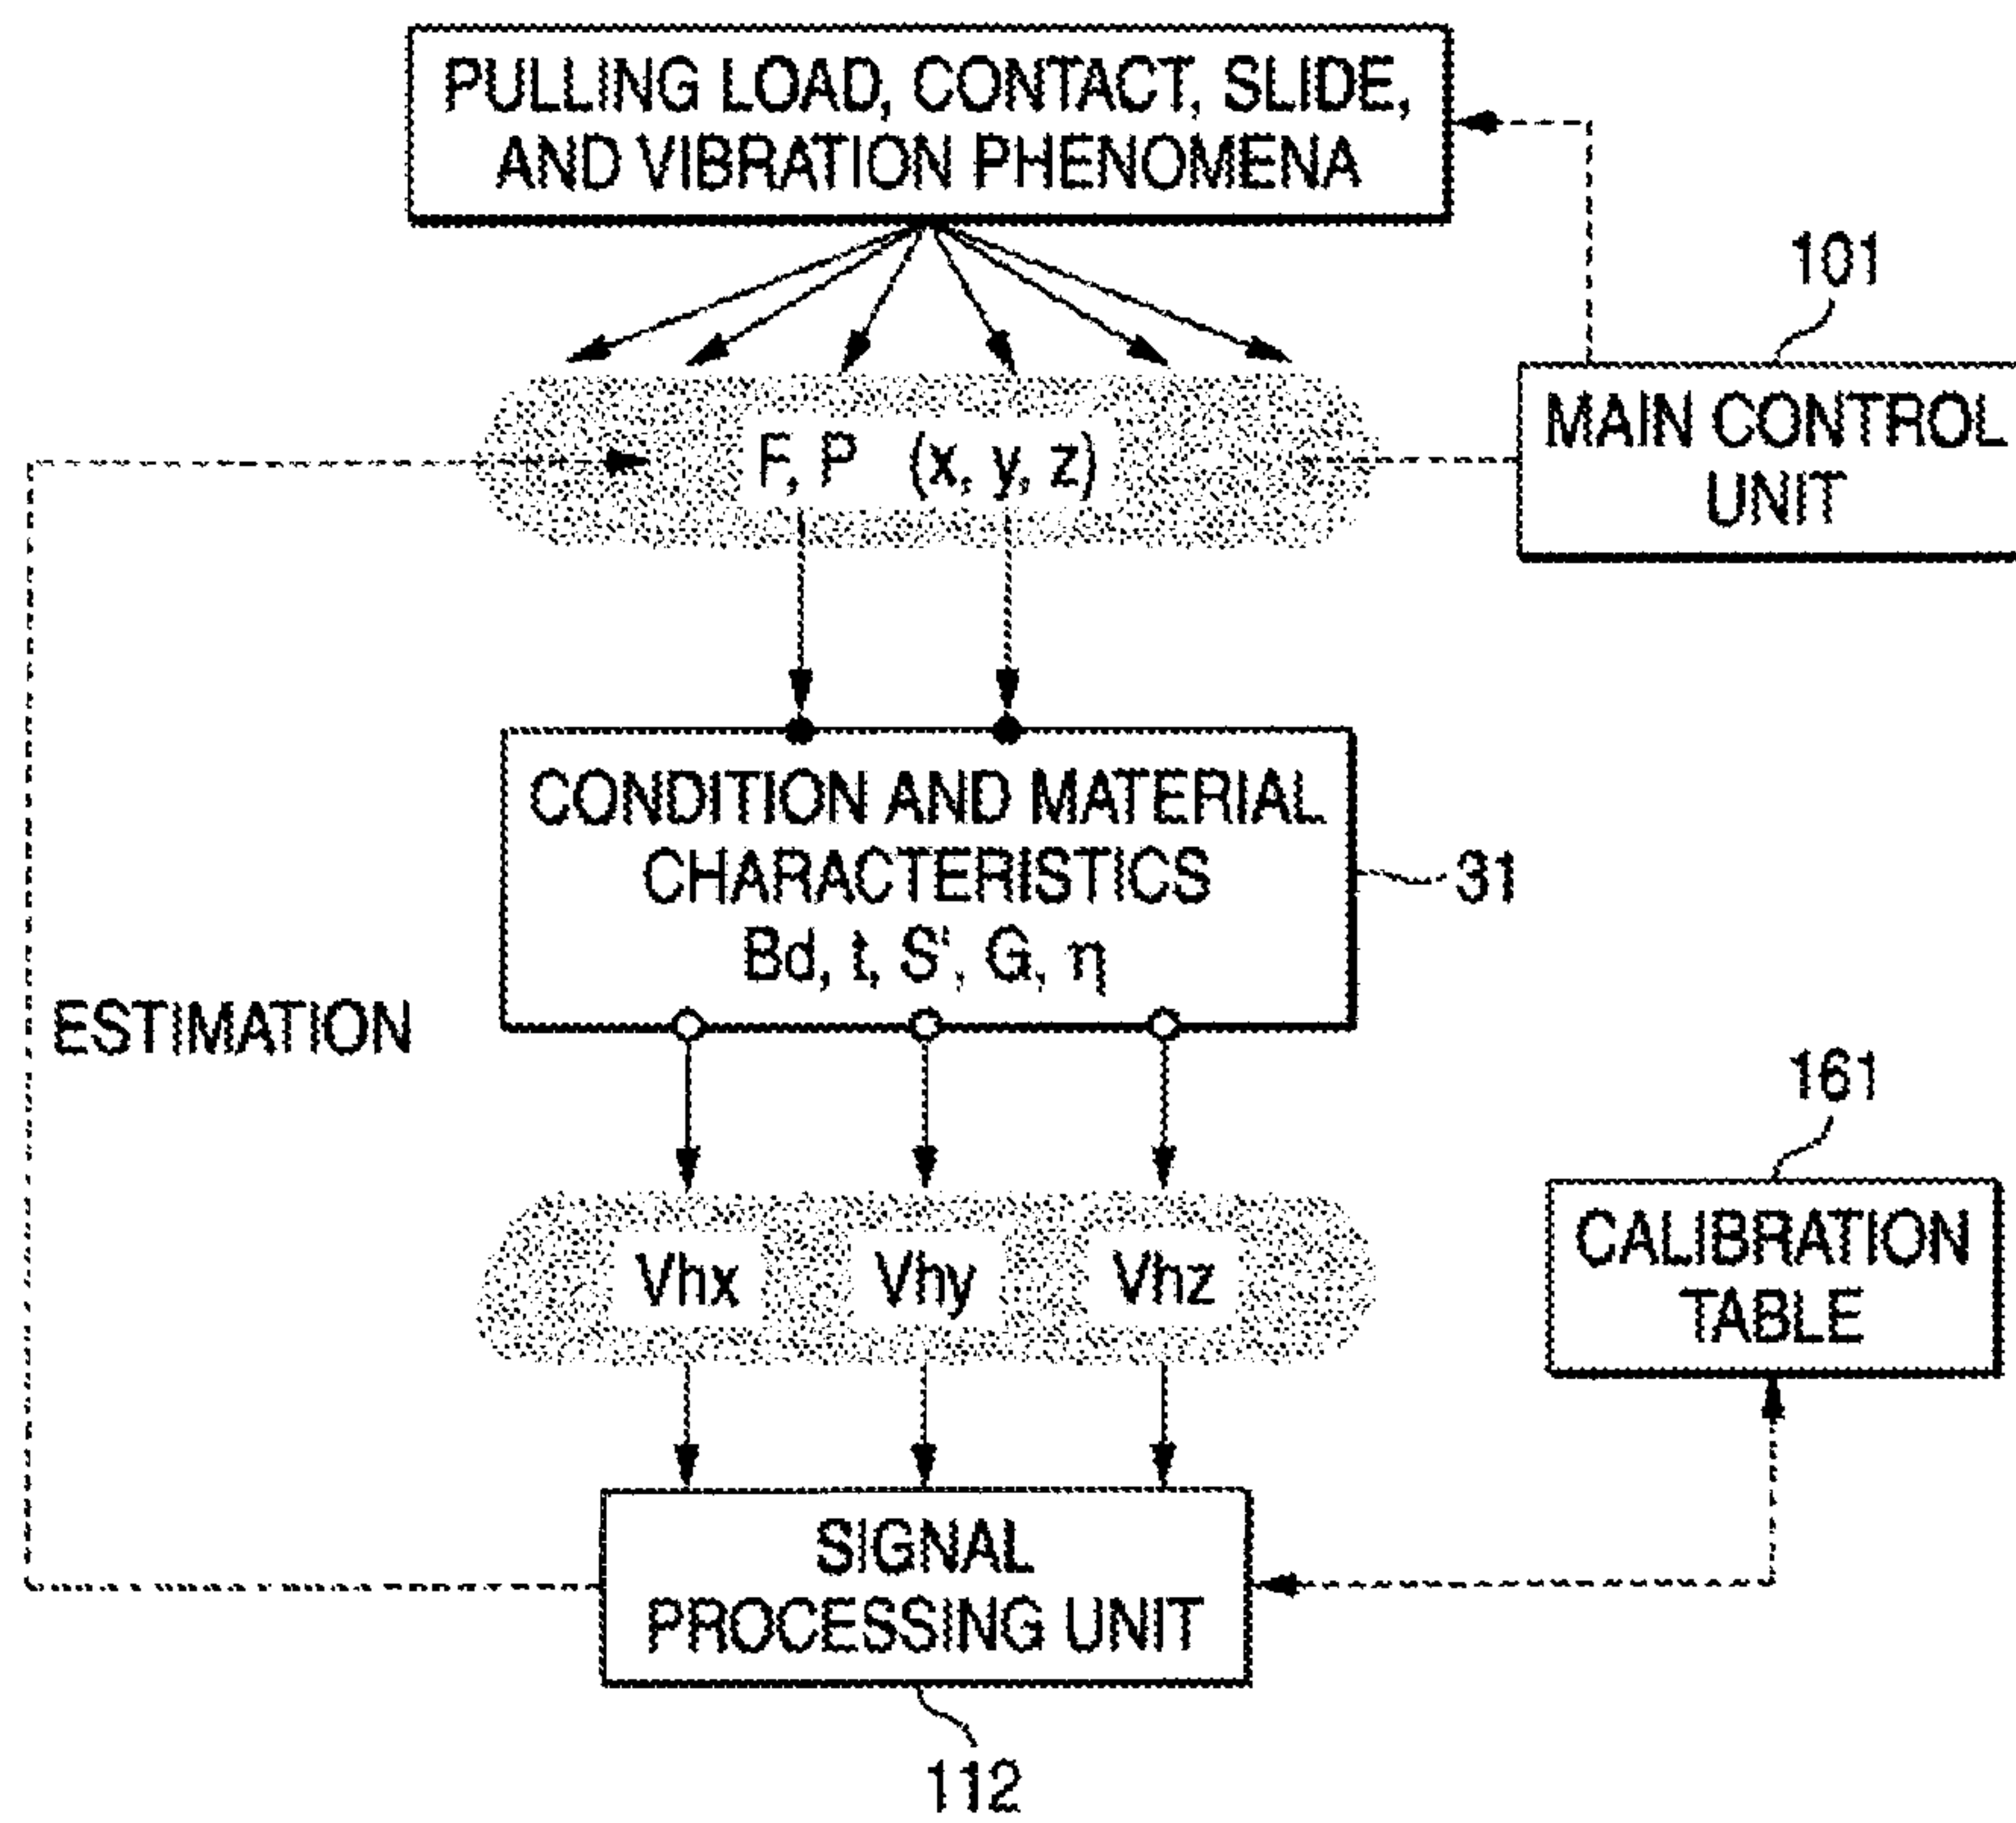 PULLING LOAD, CONTACT, SLIDE,
AND VIBRATION PHENOMENA
101
MAIN CONTROL
UNIT
F, P (x, y, z)
CONDITION AND MATERIAL
CHARACTERISTICS
Bd, t, S', G, η
31
ESTIMATION
161
CALIBRATION
TABLE
Vhx Vhy Vhz
SIGNAL
PROCESSING UNIT
112